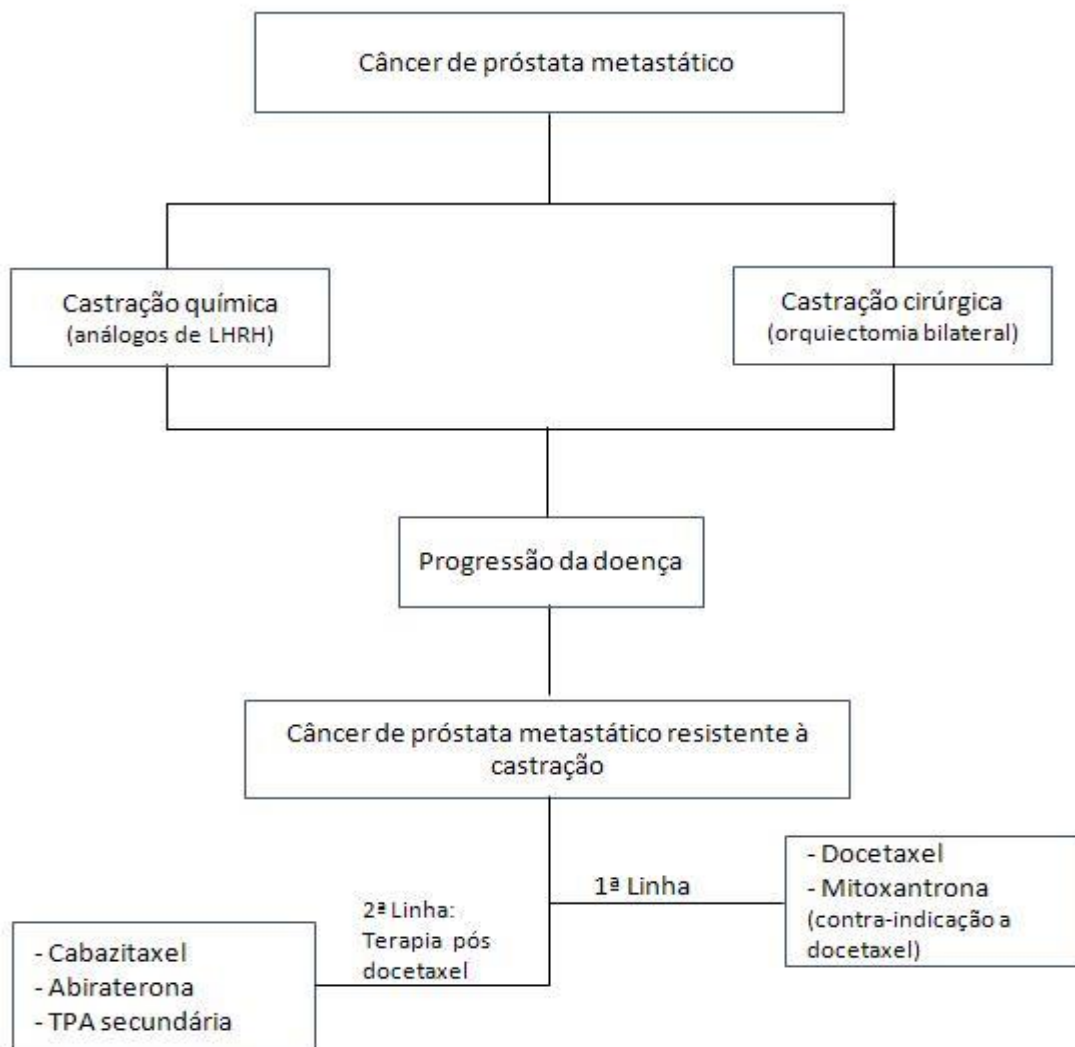 Câncer de próstata metastático
Castração química
(análogos de LHRH)
Castração cirúrgica
(orquiectomia bilateral)
Progressão da doença
Câncer de próstata metastático resistente à
castração
1ª Linha
- Docetaxel
- Mitoxantrona
(contra-indicação a
docetaxel)
2ª Linha:
Terapia pós
docetaxel
- Cabazitaxel
- Abiraterona
- TPA secundária